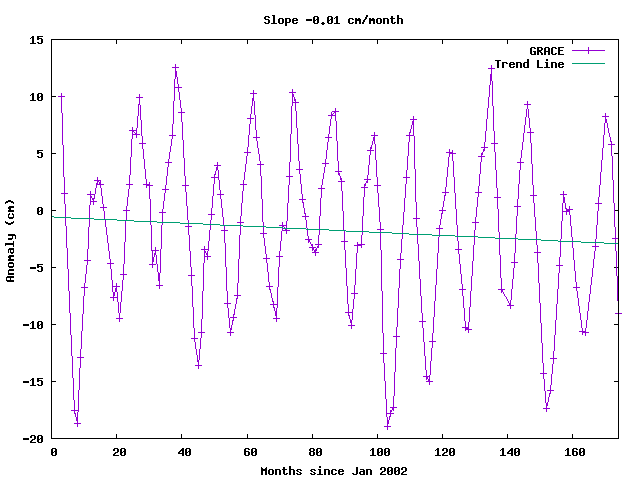 Slope -0.01 cm/month
15
GRACE
Trend Line
10
5
0
-5
-10
-15
-20
Anomaly (cm)
0 20 40 60 80 100 120 140 160
Months since Jan 2002